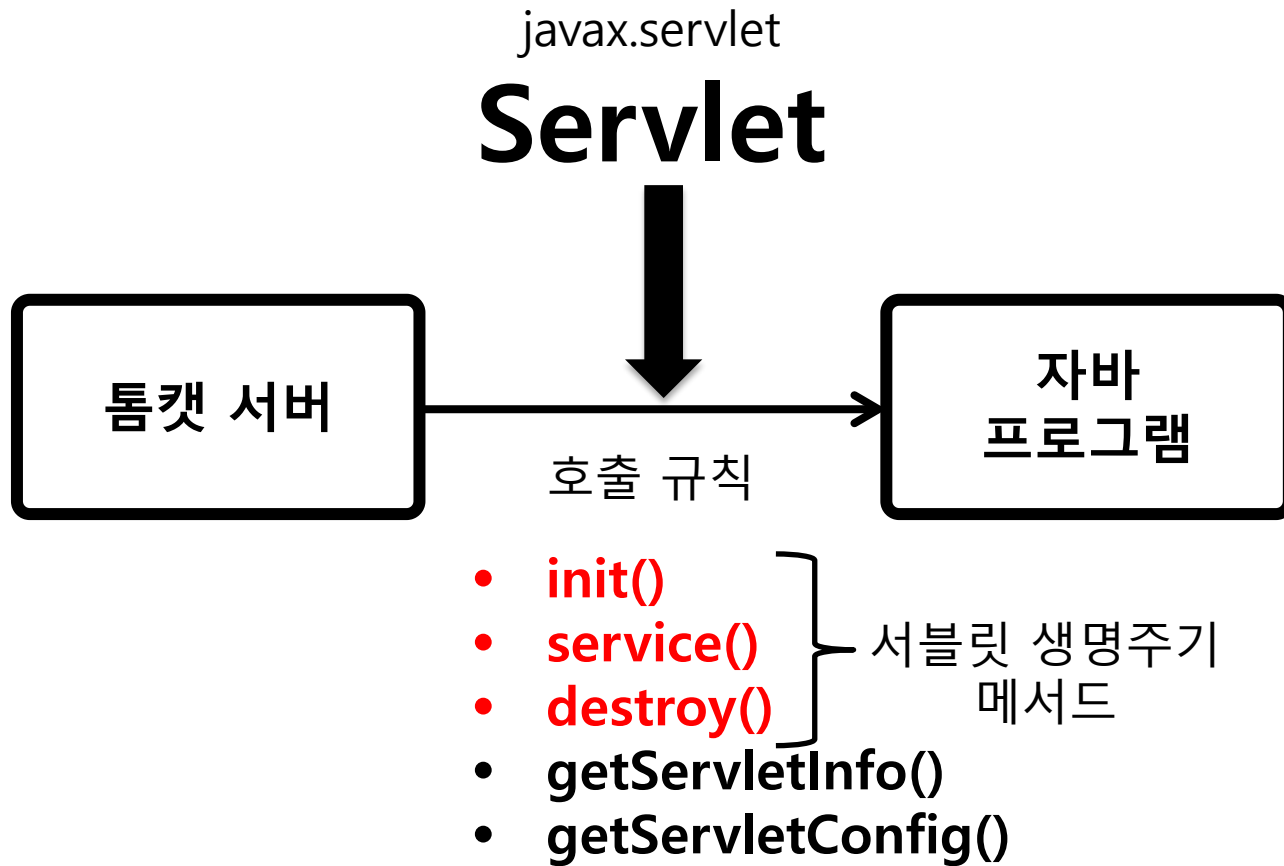 javax.servlet
Servlet
톰캣 서버
자바
프로그램
호출 규칙
• init()
• service()
• destroy()
서블릿 생명주기
메서드
• getServletInfo()
• getServletConfig()